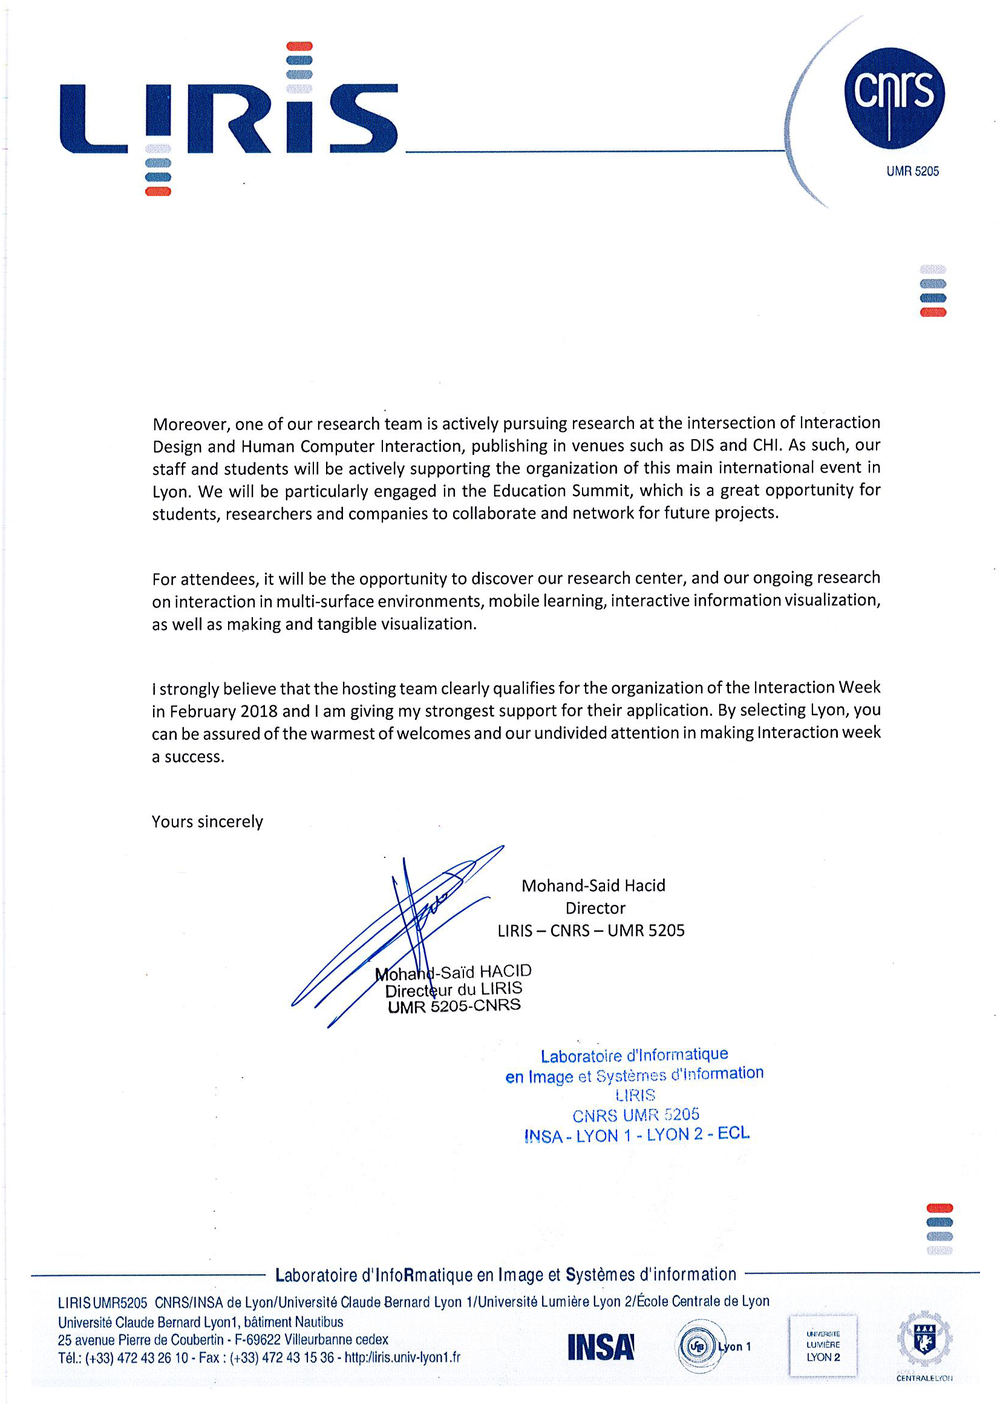 LIRIS
cnrs
UMR 5205
Moreover, one of our research team is actively pursuing research at the intersection of Interaction
Design and Human Computer Interaction, publishing in venues such as DIS and CHI. As such, our
staff and students will be actively supporting the organization of this main international event in
Lyon. We will be particularly engaged in the Education Summit, which is a great opportunity for
students, researchers and companies to collaborate and network for future projects.
For attendees, it will be the opportunity to discover our research center, and our ongoing research
on interaction in multi-surface environments, mobile learning, interactive information visualization,
as well as making and tangible visualization.
I strongly believe that the hosting team clearly qualifies for the organization of the Interaction Week
in February 2018 and I am giving my strongest support for their application. By selecting Lyon, you
can be assured of the warmest of welcomes and our undivided attention in making Interaction week
a success.
Yours sincerely
Mohand-Said Hacid
Director
LIRIS – CNRS – UMR 5205
Mohand-Saïd HACID
Directeur du LIRIS
UMR 5205-CNRS
Laboratoire d'Informatique
en Image et Systèmes d'Information
LIRIS
CNRS UMR 5205
INSA - LYON 1 - LYON 2 - ECL
Laboratoire d'InfoRmatique en Image et Systèmes d'information
LIRIS UMR5205 CNRS/INSA de Lyon/Université Claude Bernard Lyon 1/Université Lumière Lyon 2/École Centrale de Lyon
Université Claude Bernard Lyon1, bâtiment Nautibus
25 avenue Pierre de Coubertin - F-69622 Villeurbanne cedex
Tél.: (+33) 472 43 26 10 - Fax : (+33) 472 43 15 36 - http:/liris.univ-lyon1.fr
INSA
UCB Lyon 1
UNIVERSITE
LUMIÈRE
LYON 2
CENTRALELYON